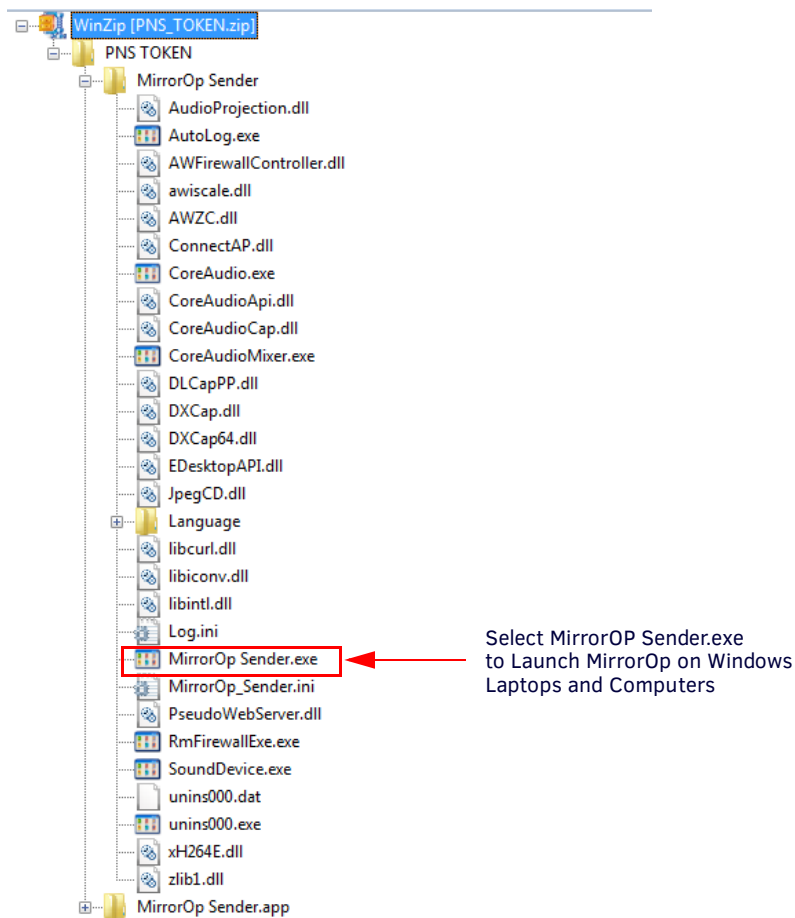 WinZip [PNS_TOKEN.zip]
PNS TOKEN
MirrorOp Sender
AudioProjection.dll
AutoLog.exe
AWFirewallController.dll
awiscale.dll
AWZC.dll
ConnectAP.dll
CoreAudio.exe
CoreAudioApi.dll
CoreAudioCap.dll
CoreAudioMixer.exe
DLCapPP.dll
DXCap.dll
DXCap64.dll
EDesktopAPI.dll
JpegCD.dll
Language
libcurl.dll
libiconv.dll
libintl.dll
Log.ini
MirrorOp Sender.exe
Select MirrorOP Sender.exe
to Launch MirrorOp on Windows
Laptops and Computers
MirrorOp_Sender.ini
PseudoWebServer.dll
RmFirewallExe.exe
SoundDevice.exe
unins000.dat
unins000.exe
xH264E.dll
zlib1.dll
MirrorOp Sender.app